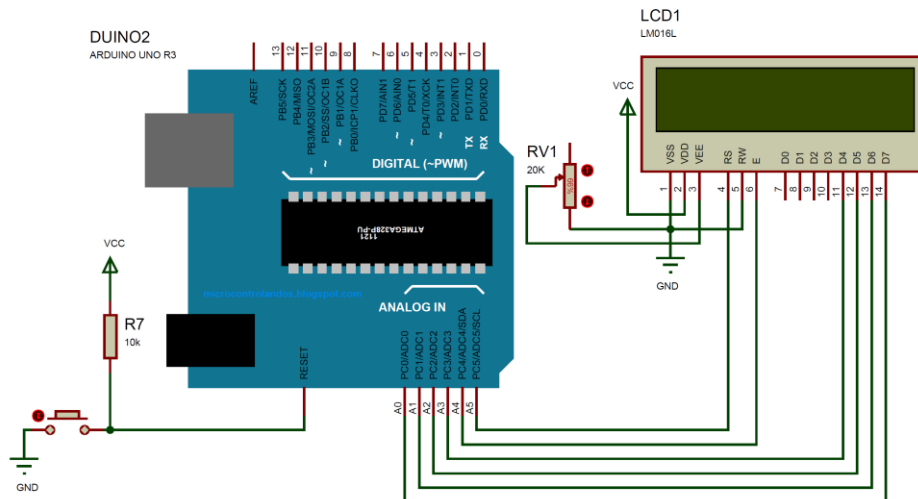 DUINO2
ARDUINO UNO R3
AREF
13
PB5/SCK
12
PB4/MISO
11
PB3/MOSI/OC2A
~
10
PB2/SS/OC1B
~
9
PB1/OC1A
~
8
PB0/ICP1/CLKO
7
PD7/AIN1
6
PD6/AIN0
~
5
PD5/T1
~
4
PD4/T0/XCK
3
PD3/INT1
~
2
PD2/INT0
1
PD1/TXD
TX
0
PD0/RXD
RX
DIGITAL (~PWM)
1121
ATMEGA328P-PU
microcontrolandos.blogspot.com
ANALOG IN
RESET
PC0/ADC0
PC1/ADC1
PC2/ADC2
PC3/ADC3
PC4/ADC4/SDA
PC5/ADC5/SCL
A0
A1
A2
A3
A4
A5
VCC
R7
10k
GND
RV1
20K
%99
LCD1
LM016L
VCC
VSS
VDD
VEE
RS
RW
E
D0
D1
D2
D3
D4
D5
D6
D7
1
2
3
4
5
6
7
8
9
10
11
12
13
14
GND